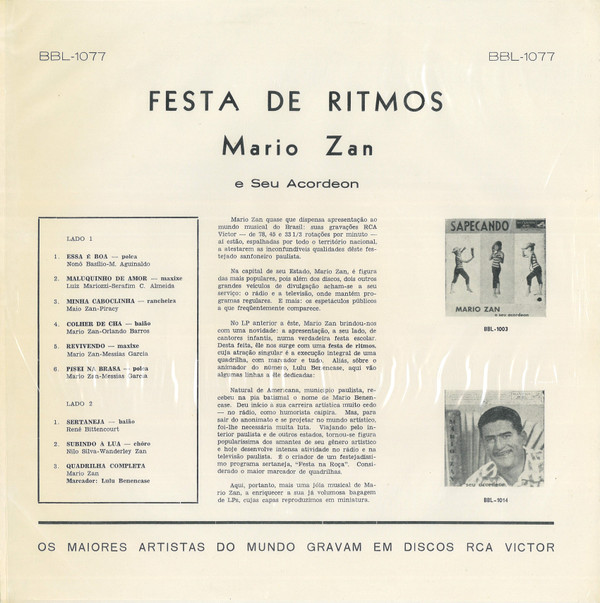 BBL-1077
BBL-1077
FESTA DE RITMOS
Mario Zan
e Seu Acordeon
LADO 1
1. ESSA É BOA — polca
Nonô Basílio-M. Aguinaldo
2. MALUQUINHO DE AMOR — maxixe
Luiz Mariozzi-Serafim C. Almeida
3. MINHA CABOCLINHA — rancheira
Maio Zan-Piracy
4. COLHER DE CHA — baião
Mario Zan-Orlando Barros
5. REVIVENDO — maxixe
Mario Zan-Messias Garcia
6. PISEI NA BRASA — polca
Mario Zan-Messias Garcia
LADO 2
1. SERTANEJA — baião
René Bittencourt
2. SUBINDO A LUA — chôro
Nilo Silva-Wanderley Zan
3. QUADRILHA COMPLETA
Mario Zan
Marcador: Lulu Benencase
Mario Zan quase que dispensa apresentação ao
mundo musical do Brasil: suas gravações RCA
Victor — de 78, 45 e 33 1/3 rotações por minuto —
aí estão, espalhadas por todo o território nacional,
a atestarem as inconfundíveis qualidades dêste fes-
tejado sanfoneiro paulista.
Na capital de seu Estado, Mario Zan, é figura
das mais populares, pois além dos discos, dois outros
grandes veículos de divulgação acham-se a seu
serviço: o rádio e a televisão, onde mantém pro-
gramas regulares. E mais: os espetáculos públicos
a que freqüentemente comparece.
No LP anterior a êste, Mario Zan brindou-nos
com uma novidade: a apresentação, a seu lado, de
cantores infantis, numa verdadeira festa escolar.
Desta feita, êle nos surge com uma festa de ritmos,
cuja atração singular é a execução integral de uma
quadrilha, com marcador e tudo. Aliás, sôbre o
animador do número, Lulu Benencase, aqui vão
algumas linhas a êle dedicadas:
Natural de Americana, município paulista, re-
cebeu na pia batismal o nome de Mario Benen-
case. Deu início a sua carreira artística muito cedo
— no rádio, como humorista caipira. Mas, para
sair do anonimato e se projetar no mundo artístico,
foi-lhe necessária muita luta. Viajando pelo in-
terior paulista e de outros estados, tornou-se figura
popularíssima dos amantes de seu gênero artístico
e hoje desenvolve intensa atividade no rádio e na
televisão paulista. É o criador de um festejadíssi-
mo programa sertaneja, "Festa na Roça". Consi-
derado o maior marcador de quadrilhas.
Aqui, portanto, mais uma jóia musical de Ma-
rio Zan, a enriquecer a sua já volumosa bagagem
de LPs, cujas capas reproduzimos em miniatura.
SAPECANDO
MARIO ZAN
e seu acordeon
BBL-1003
seu acordeon
BBL-1014
OS MAIORES ARTISTAS DO MUNDO GRAVAM EM DISCOS RCA VICTOR